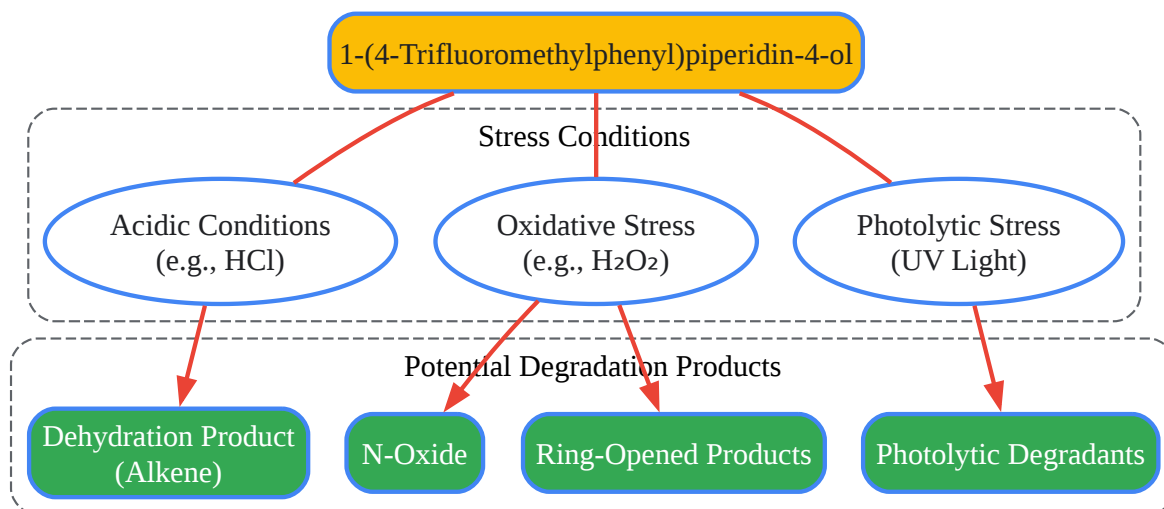 1-(4-Trifluoromethylphenyl)piperidin-4-ol
Stress Conditions
Acidic Conditions
(e.g., HCl)
Oxidative Stress
(e.g., H₂O₂)
Photolytic Stress
(UV Light)
Potential Degradation Products
Dehydration Product
(Alkene)
N-Oxide
Ring-Opened Products
Photolytic Degradants